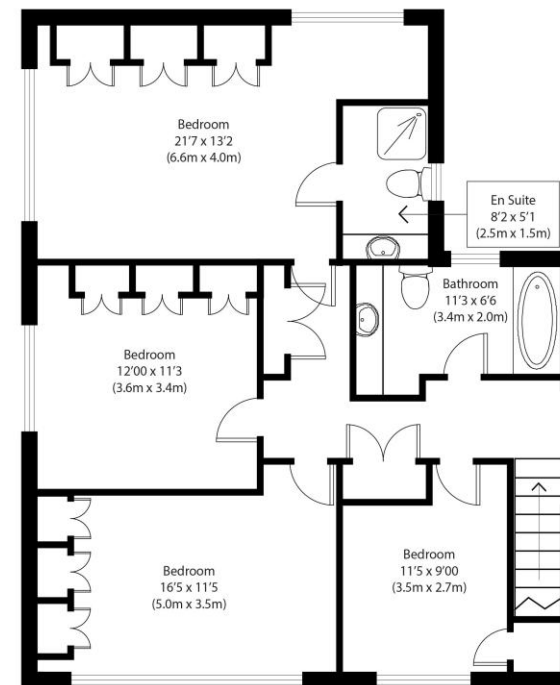 Bedroom
21'7 x 13'2
(6.6m x 4.0m)
En Suite
8'2 x 5'1
(2.5m x 1.5m)
Bathroom
11'3 x 6'6
(3.4m x 2.0m)
Bedroom
12'00 x 11'3
(3.6m x 3.4m)
Bedroom
16'5 x 11'5
(5.0m x 3.5m)
Bedroom
11'5 x 9'00
(3.5m x 2.7m)